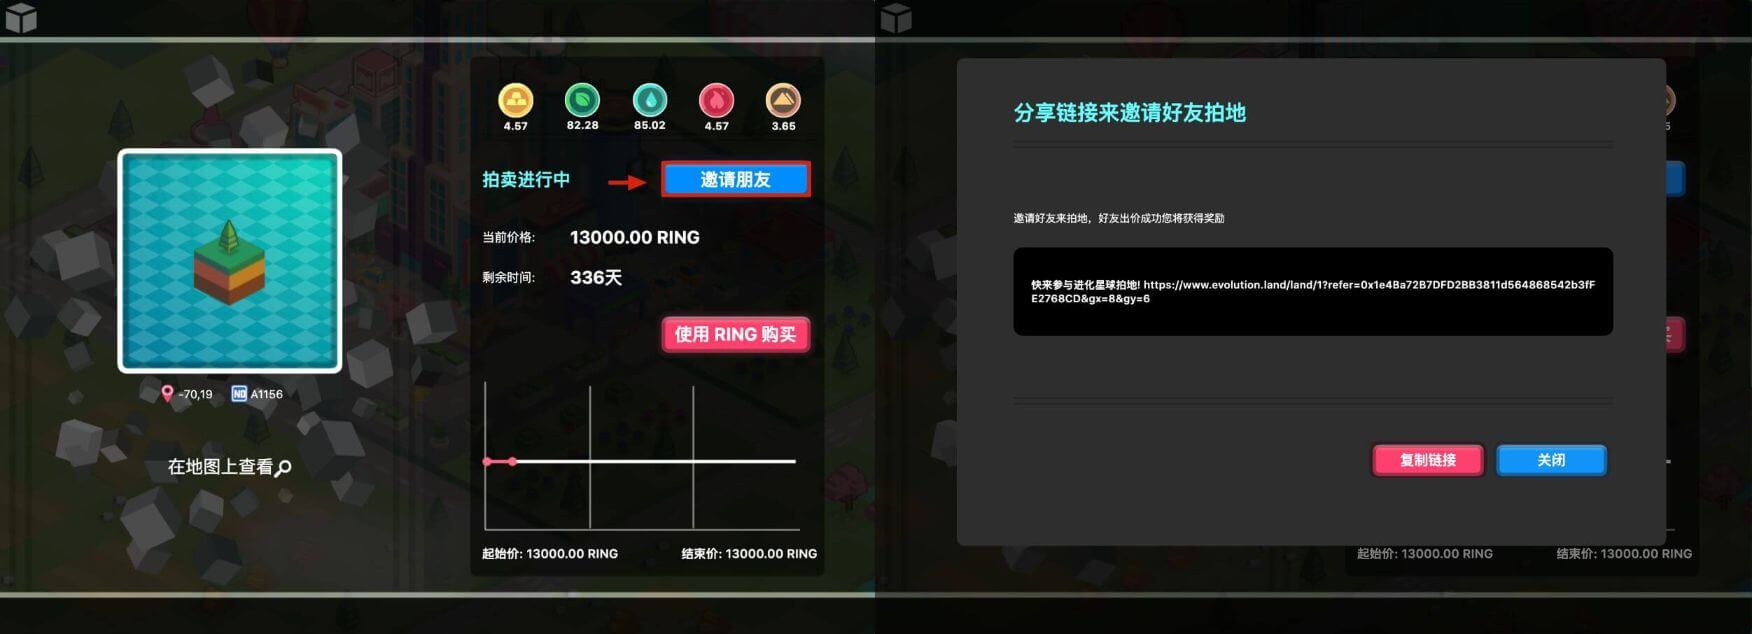 4.57
82.28
85.02
4.57
3.65
拍卖进行中
邀请朋友
当前价格:
13000.00 RING
剩余时间:
336天
使用 RING 购买
-70,19
NO A1156
在地图上查看
起始价: 13000.00 RING
结束价: 13000.00 RING
分享链接来邀请好友拍地
邀请好友来拍地，好友出价成功您将获得奖励
快来参与进化星球拍地! https://www.evolution.land/land/1?refer=0x1e4Ba72B7DFD2BB3811d564868542b3fF
E2768CD&gx=8&gy=6
复制链接
关闭
起始价: 13000.00 RING
结束价: 13000.00 RING